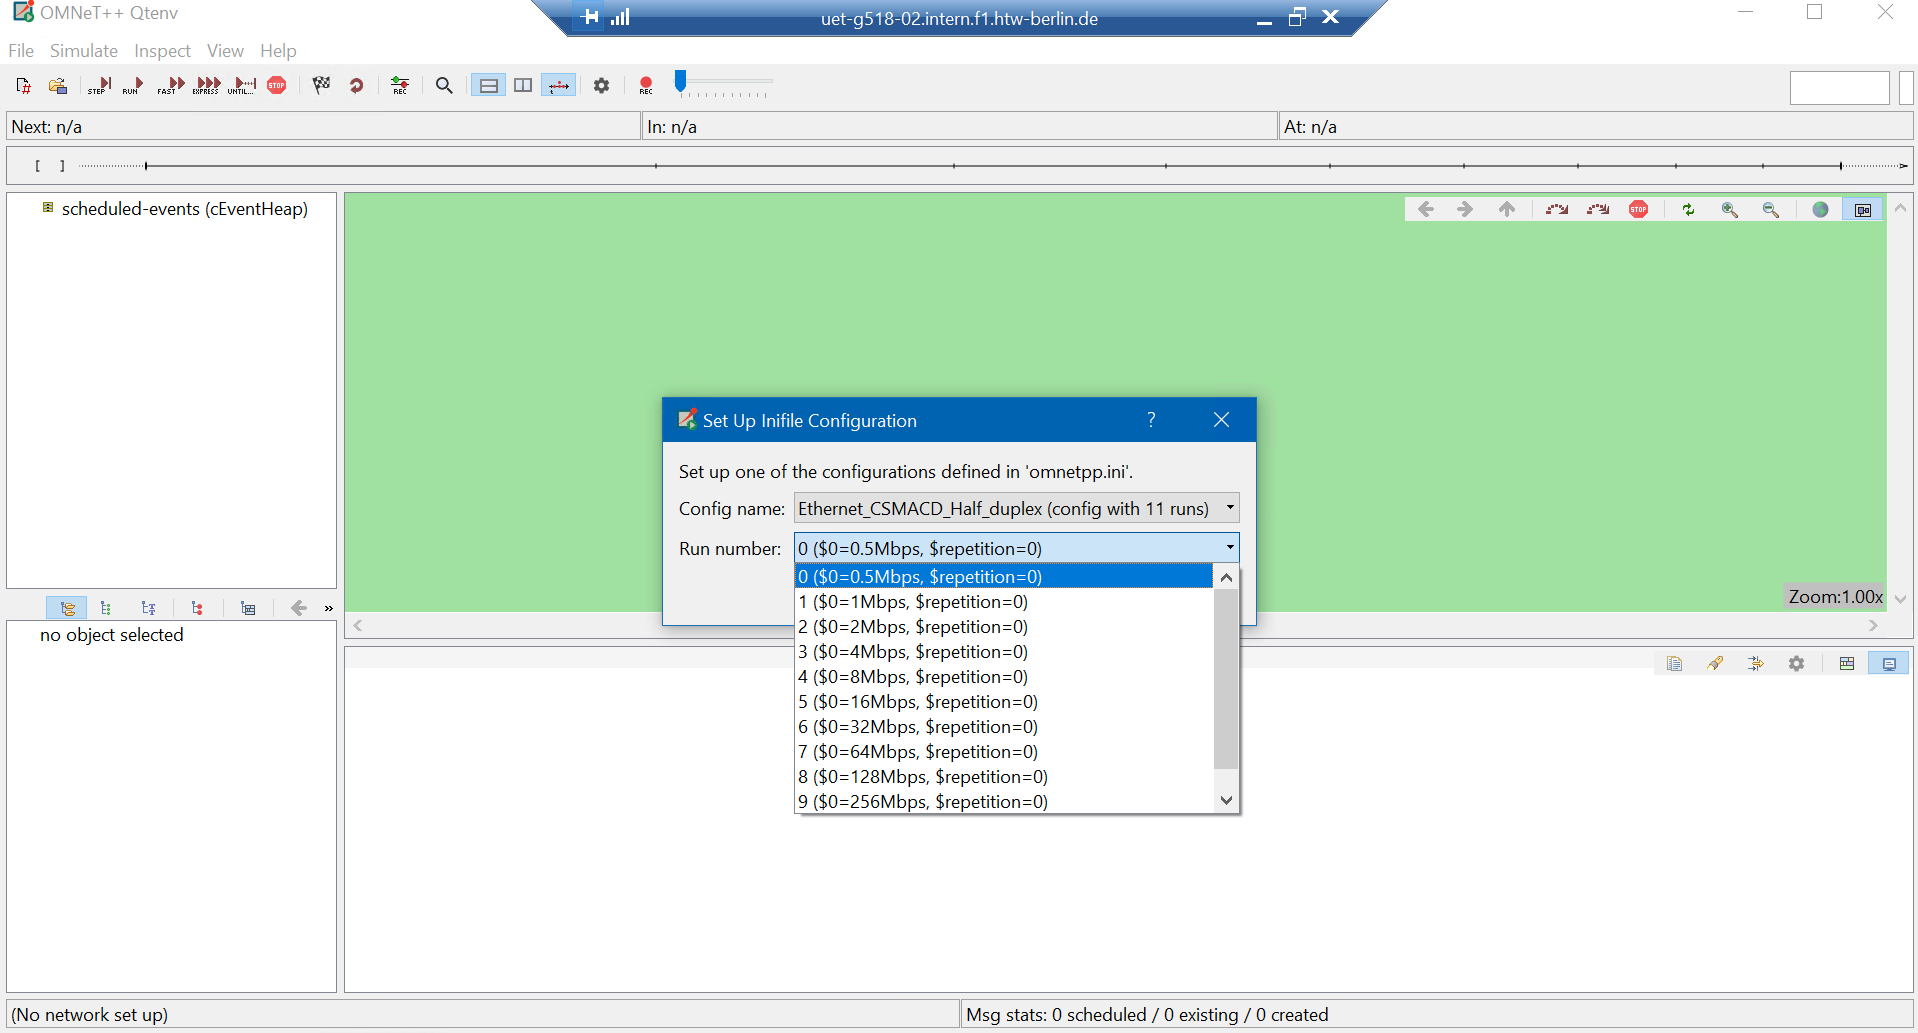 OMNeT++ Qtenv
uet-g518-02.intern.f1.htw-berlin.de
File Simulate Inspect View Help
STEP RUN FAST EXPRESS UNTIL... STOP REC REC
Next: n/a In: n/a At: n/a
[ ]
scheduled-events (cEventHeap)
STOP
Set Up Inifile Configuration
?
Set up one of the configurations defined in 'omnetpp.ini'.
Config name: Ethernet_CSMACD_Half_duplex (config with 11 runs)
Run number: 0 ($0=0.5Mbps, $repetition=0)
0 ($0=0.5Mbps, $repetition=0)
1 ($0=1Mbps, $repetition=0)
2 ($0=2Mbps, $repetition=0)
3 ($0=4Mbps, $repetition=0)
4 ($0=8Mbps, $repetition=0)
5 ($0=16Mbps, $repetition=0)
6 ($0=32Mbps, $repetition=0)
7 ($0=64Mbps, $repetition=0)
8 ($0=128Mbps, $repetition=0)
9 ($0=256Mbps, $repetition=0)
Zoom:1.00x
»
no object selected
(No network set up)
Msg stats: 0 scheduled / 0 existing / 0 created